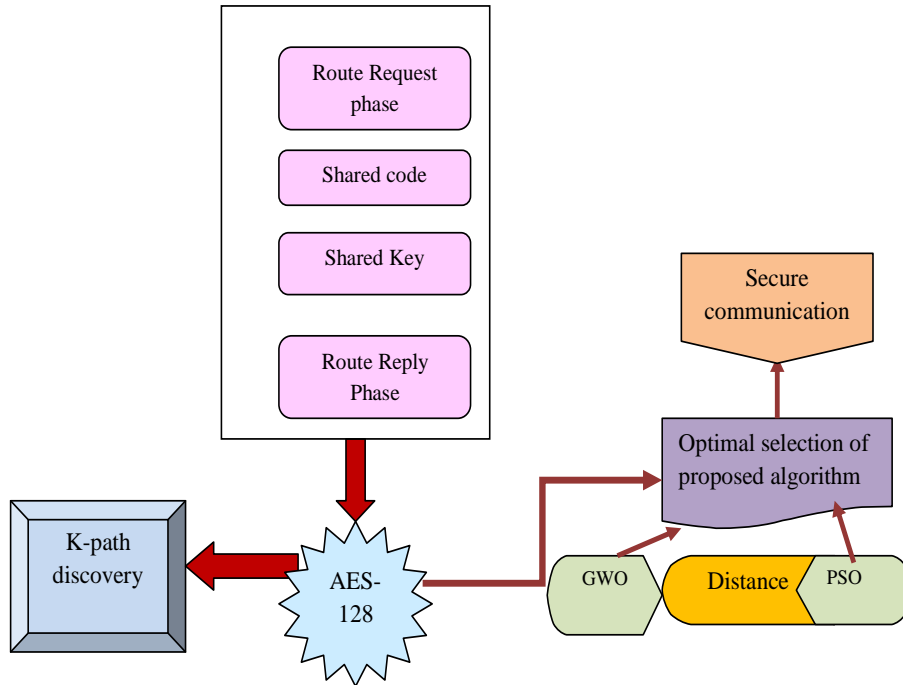 Route Request
phase
Shared code
Shared Key
Route Reply
Phase
Secure
communication
Optimal selection of
proposed algorithm
K-path
discovery
AES-
128
GWO
Distance
PSO